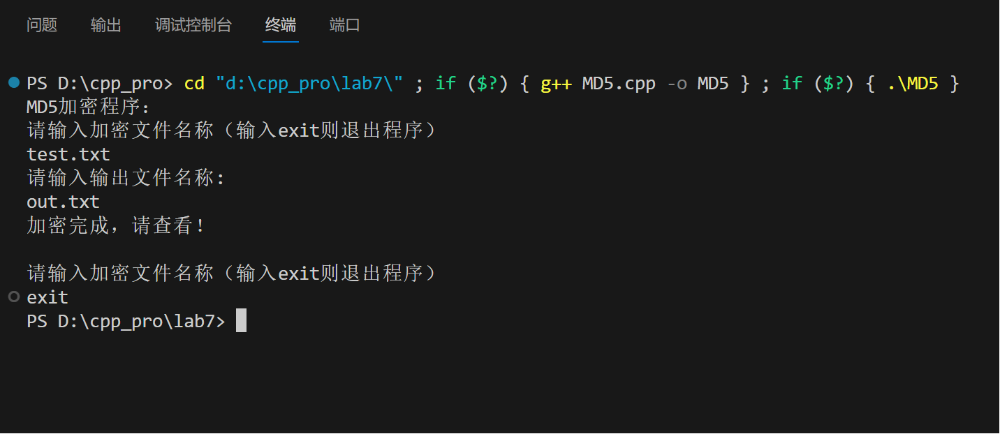 问题 输出 调试控制台 终端 端口
PS D:\cpp_pro> cd "d:\cpp_pro\lab7\" ; if ($?) { g++ MD5.cpp -o MD5 } ; if ($?) { .\MD5 }
MD5加密程序:
请输入加密文件名称（输入exit则退出程序）
test.txt
请输入输出文件名称:
out.txt
加密完成，请查看!
请输入加密文件名称（输入exit则退出程序）
exit
PS D:\cpp_pro\lab7>